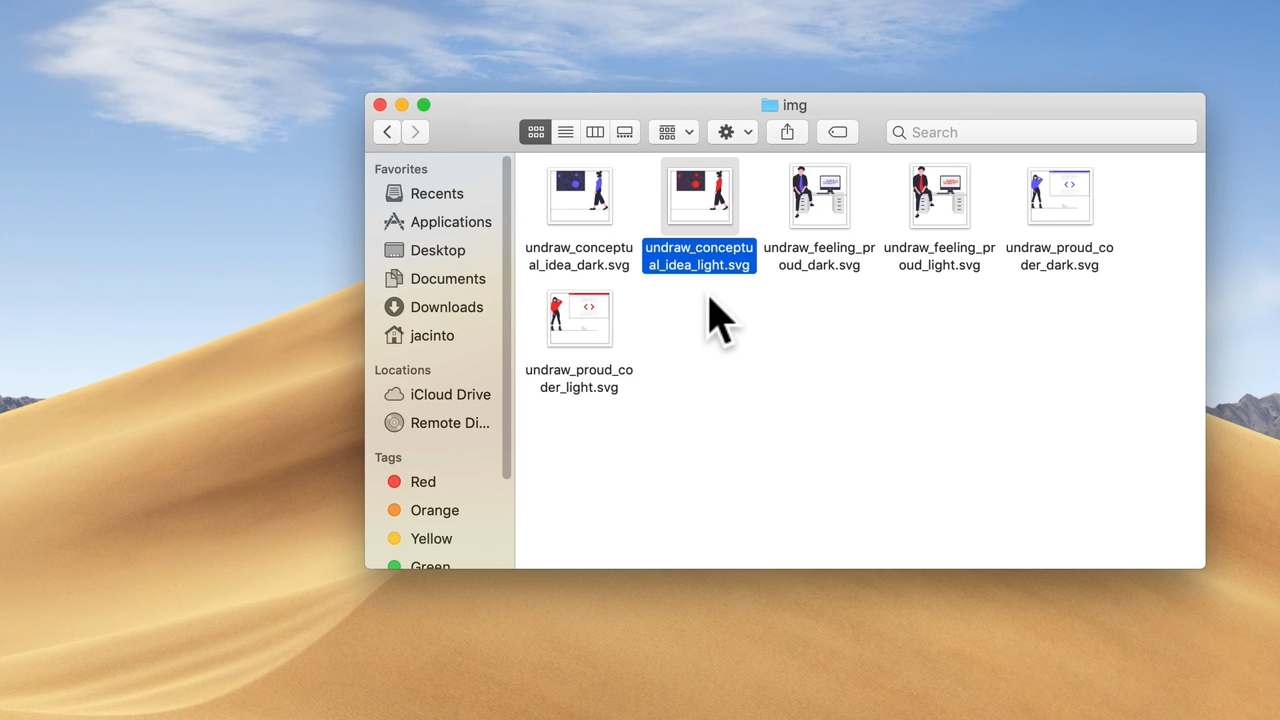 img
Search
Favorites
Recents
Applications
Desktop
Documents
Downloads
jacinto
Locations
iCloud Drive
Remote Di...
Tags
Red
Orange
Yellow
Green
undraw_conceptu
al_idea_dark.svg
undraw_conceptu
al_idea_light.svg
undraw_feeling_pr
oud_dark.svg
undraw_feeling_pr
oud_light.svg
undraw_proud_co
der_dark.svg
undraw_proud_co
der_light.svg